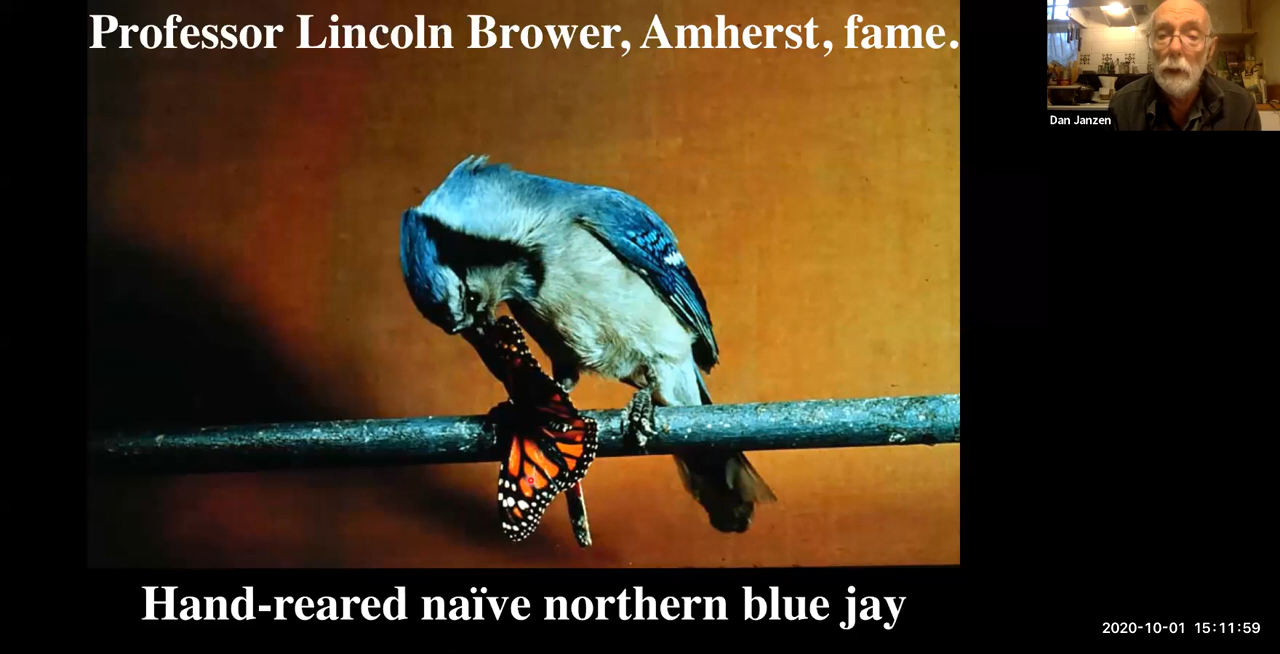 Professor Lincoln Brower, Amherst, fame.
Dan Janzen
Hand-reared naïve northern blue jay
2020-10-01 15:11:59